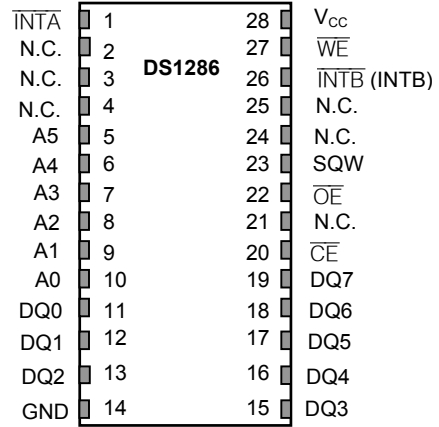 INTA 1 28 VCC
N.C. 2 27 WE
N.C. 3 DS1286 26 INTB (INTB)
N.C. 4 25 N.C.
A5 5 24 N.C.
A4 6 23 SQW
A3 7 22 OE
A2 8 21 N.C.
A1 9 20 CE
A0 10 19 DQ7
DQ0 11 18 DQ6
DQ1 12 17 DQ5
DQ2 13 16 DQ4
GND 14 15 DQ3